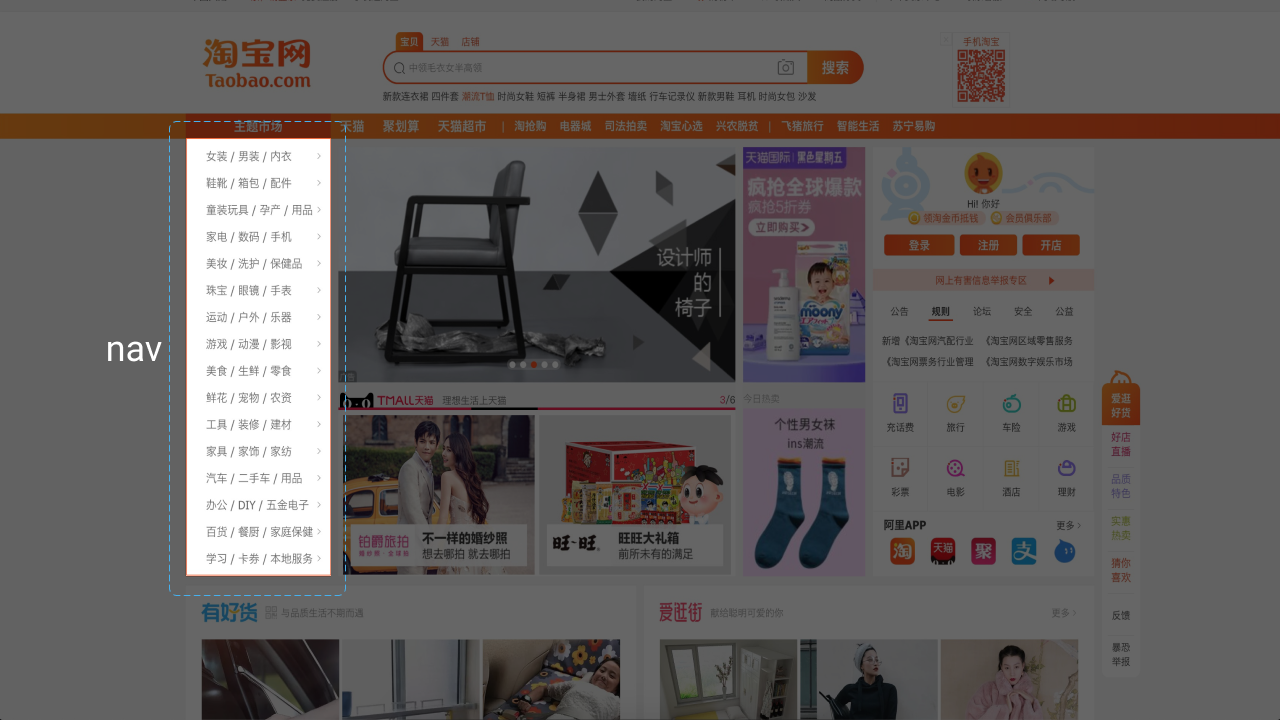 淘宝网
Taobao.com
宝贝 天猫 店铺
中领毛衣女半高领
搜索
手机淘宝
新款连衣裙 四件套 潮流T恤 时尚女鞋 短裤 半身裙 男士外套 墙纸 行车记录仪 新款男鞋 耳机 时尚女包 沙发
主题市场 天猫 聚划算 天猫超市 | 淘抢购 电器城 司法拍卖 淘宝心选 兴农脱贫 | 飞猪旅行 智能生活 苏宁易购
nav
女装 / 男装 / 内衣
鞋靴 / 箱包 / 配件
童装玩具 / 孕产 / 用品
家电 / 数码 / 手机
美妆 / 洗护 / 保健品
珠宝 / 眼镜 / 手表
运动 / 户外 / 乐器
游戏 / 动漫 / 影视
美食 / 生鲜 / 零食
鲜花 / 宠物 / 农资
工具 / 装修 / 建材
家具 / 家饰 / 家纺
汽车 / 二手车 / 用品
办公 / DIY / 五金电子
百货 / 餐厨 / 家庭保健
学习 / 卡券 / 本地服务
设计师
的
椅子
TMALL天猫 理想生活上天猫 3/6
铂爵旅拍
不一样的婚纱照
想去哪拍 就去哪拍
旺旺
旺旺大礼箱
前所未有的满足
天猫国际 黑色星期五
疯抢全球爆款
疯抢5折券
立即购买>
moony
今日热卖
个性男女袜
ins潮流
Hi! 你好
领淘金币抵钱 会员俱乐部
登录 注册 开店
网上有害信息举报专区
公告 规则 论坛 安全 公益
新增《淘宝网汽配行业 《淘宝网区域零售服务
《淘宝网票务行业管理 《淘宝网数字娱乐市场
充话费 旅行 车险 游戏
彩票 电影 酒店 理财
阿里APP 更多
淘 天猫 聚 支
爱逛
好货
好店
直播
品质
特色
实惠
热卖
猜你
喜欢
反馈
暴恐
举报
有好货 与品质生活不期而遇
爱逛街 献给聪明可爱的你 更多